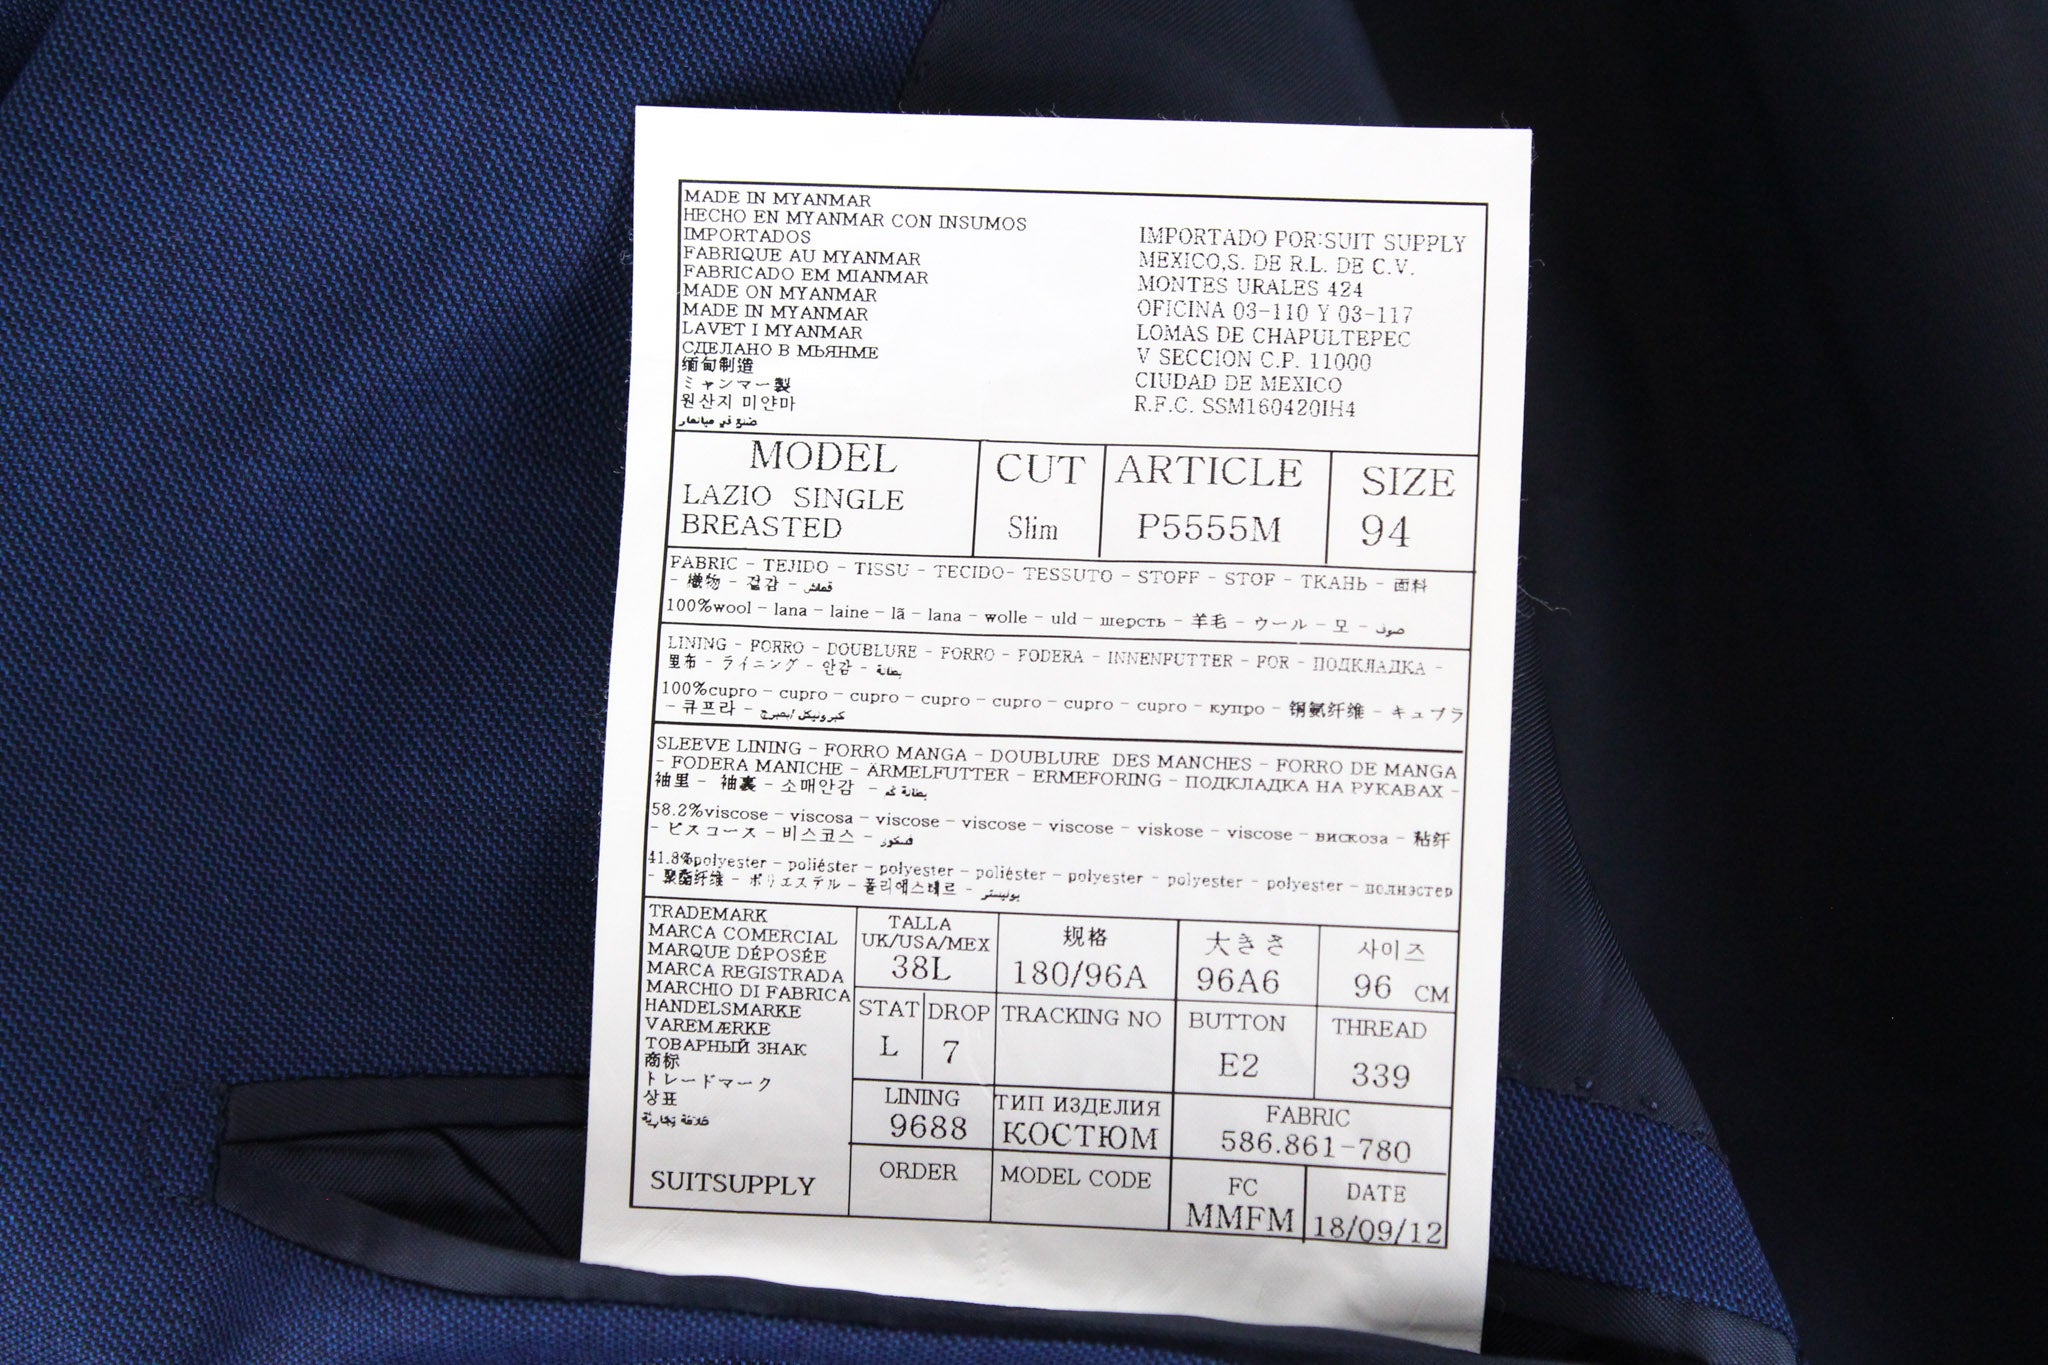 MADE IN MYANMAR
HECHO EN MYANMAR CON INSUMOS
IMPORTADOS
FABRIQUE AU MYANMAR
FABRICADO EM MIANMAR
MADE ON MYANMAR
MADE IN MYANMAR
LAVET I MYANMAR
СДЕЛАНО В МЬЯНМЕ
缅甸制造
ミャンマー製
원산지 미얀마
صنع في ميانمار
IMPORTADO POR:SUIT SUPPLY
MEXICO,S. DE R.L. DE C.V.
MONTES URALES 424
OFICINA 03-110 Y 03-117
LOMAS DE CHAPULTEPEC
V SECCION C.P. 11000
CIUDAD DE MEXICO
R.F.C. SSM160420IH4
MODEL
LAZIO SINGLE
BREASTED
CUT
Slim
ARTICLE
P5555M
SIZE
94
FABRIC - TEJIDO - TISSU - TECIDO- TESSUTO - STOFF - STOF - ТКАНЬ - 面料
- 織物 - 겉감 - قماش
100%wool - lana - laine - lã - lana - wolle - uld - шерсть - 羊毛 - ウール - 모 - صوف
LINING - FORRO - DOUBLURE - FORRO - FODERA - INNENFUTTER - FOR - ПОДКЛАДКА -
里布 - ライニング - 안감 - بطانة
100%cupro - cupro - cupro - cupro - cupro - cupro - cupro - купро - 铜氨纤维 - キュプラ
- 큐프라 -
SLEEVE LINING - FORRO MANGA - DOUBLURE DES MANCHES - FORRO DE MANGA
- FODERA MANICHE - ÄRMELFUTTER - ERMEFORING - ПОДКЛАДКА НА РУКАВАХ -
袖里 - 袖裏 - 소매안감 - بطانة كم
58.2%viscose - viscosa - viscose - viscose - viscose - viskose - viscose - вискоза - 粘纤
- ビスコース - 비스코스 - فسكوز
41.8%polyester - poliéster - polyester - poliéster - polyester - polyester - polyester - полиэстер
- 聚酯纤维 - ポリエステル - 폴리에스테르 - بوليستر
TRADEMARK
MARCA COMERCIAL
MARQUE DÉPOSÉE
MARCA REGISTRADA
MARCHIO DI FABRICA
HANDELSMARKE
VAREMÆRKE
ТОВАРНЫЙ ЗНАК
商标
トレードマーク
상표
علامة تجارية
SUITSUPPLY
TALLA
UK/USA/MEX
38L
规格
180/96A
大きさ
96A6
사이즈
96 CM
STAT
L
DROP
7
TRACKING NO
BUTTON
E2
THREAD
339
LINING
9688
ТИП ИЗДЕЛИЯ
КОСТЮМ
FABRIC
586.861-780
ORDER
MODEL CODE
FC
MMFM
DATE
18/09/12